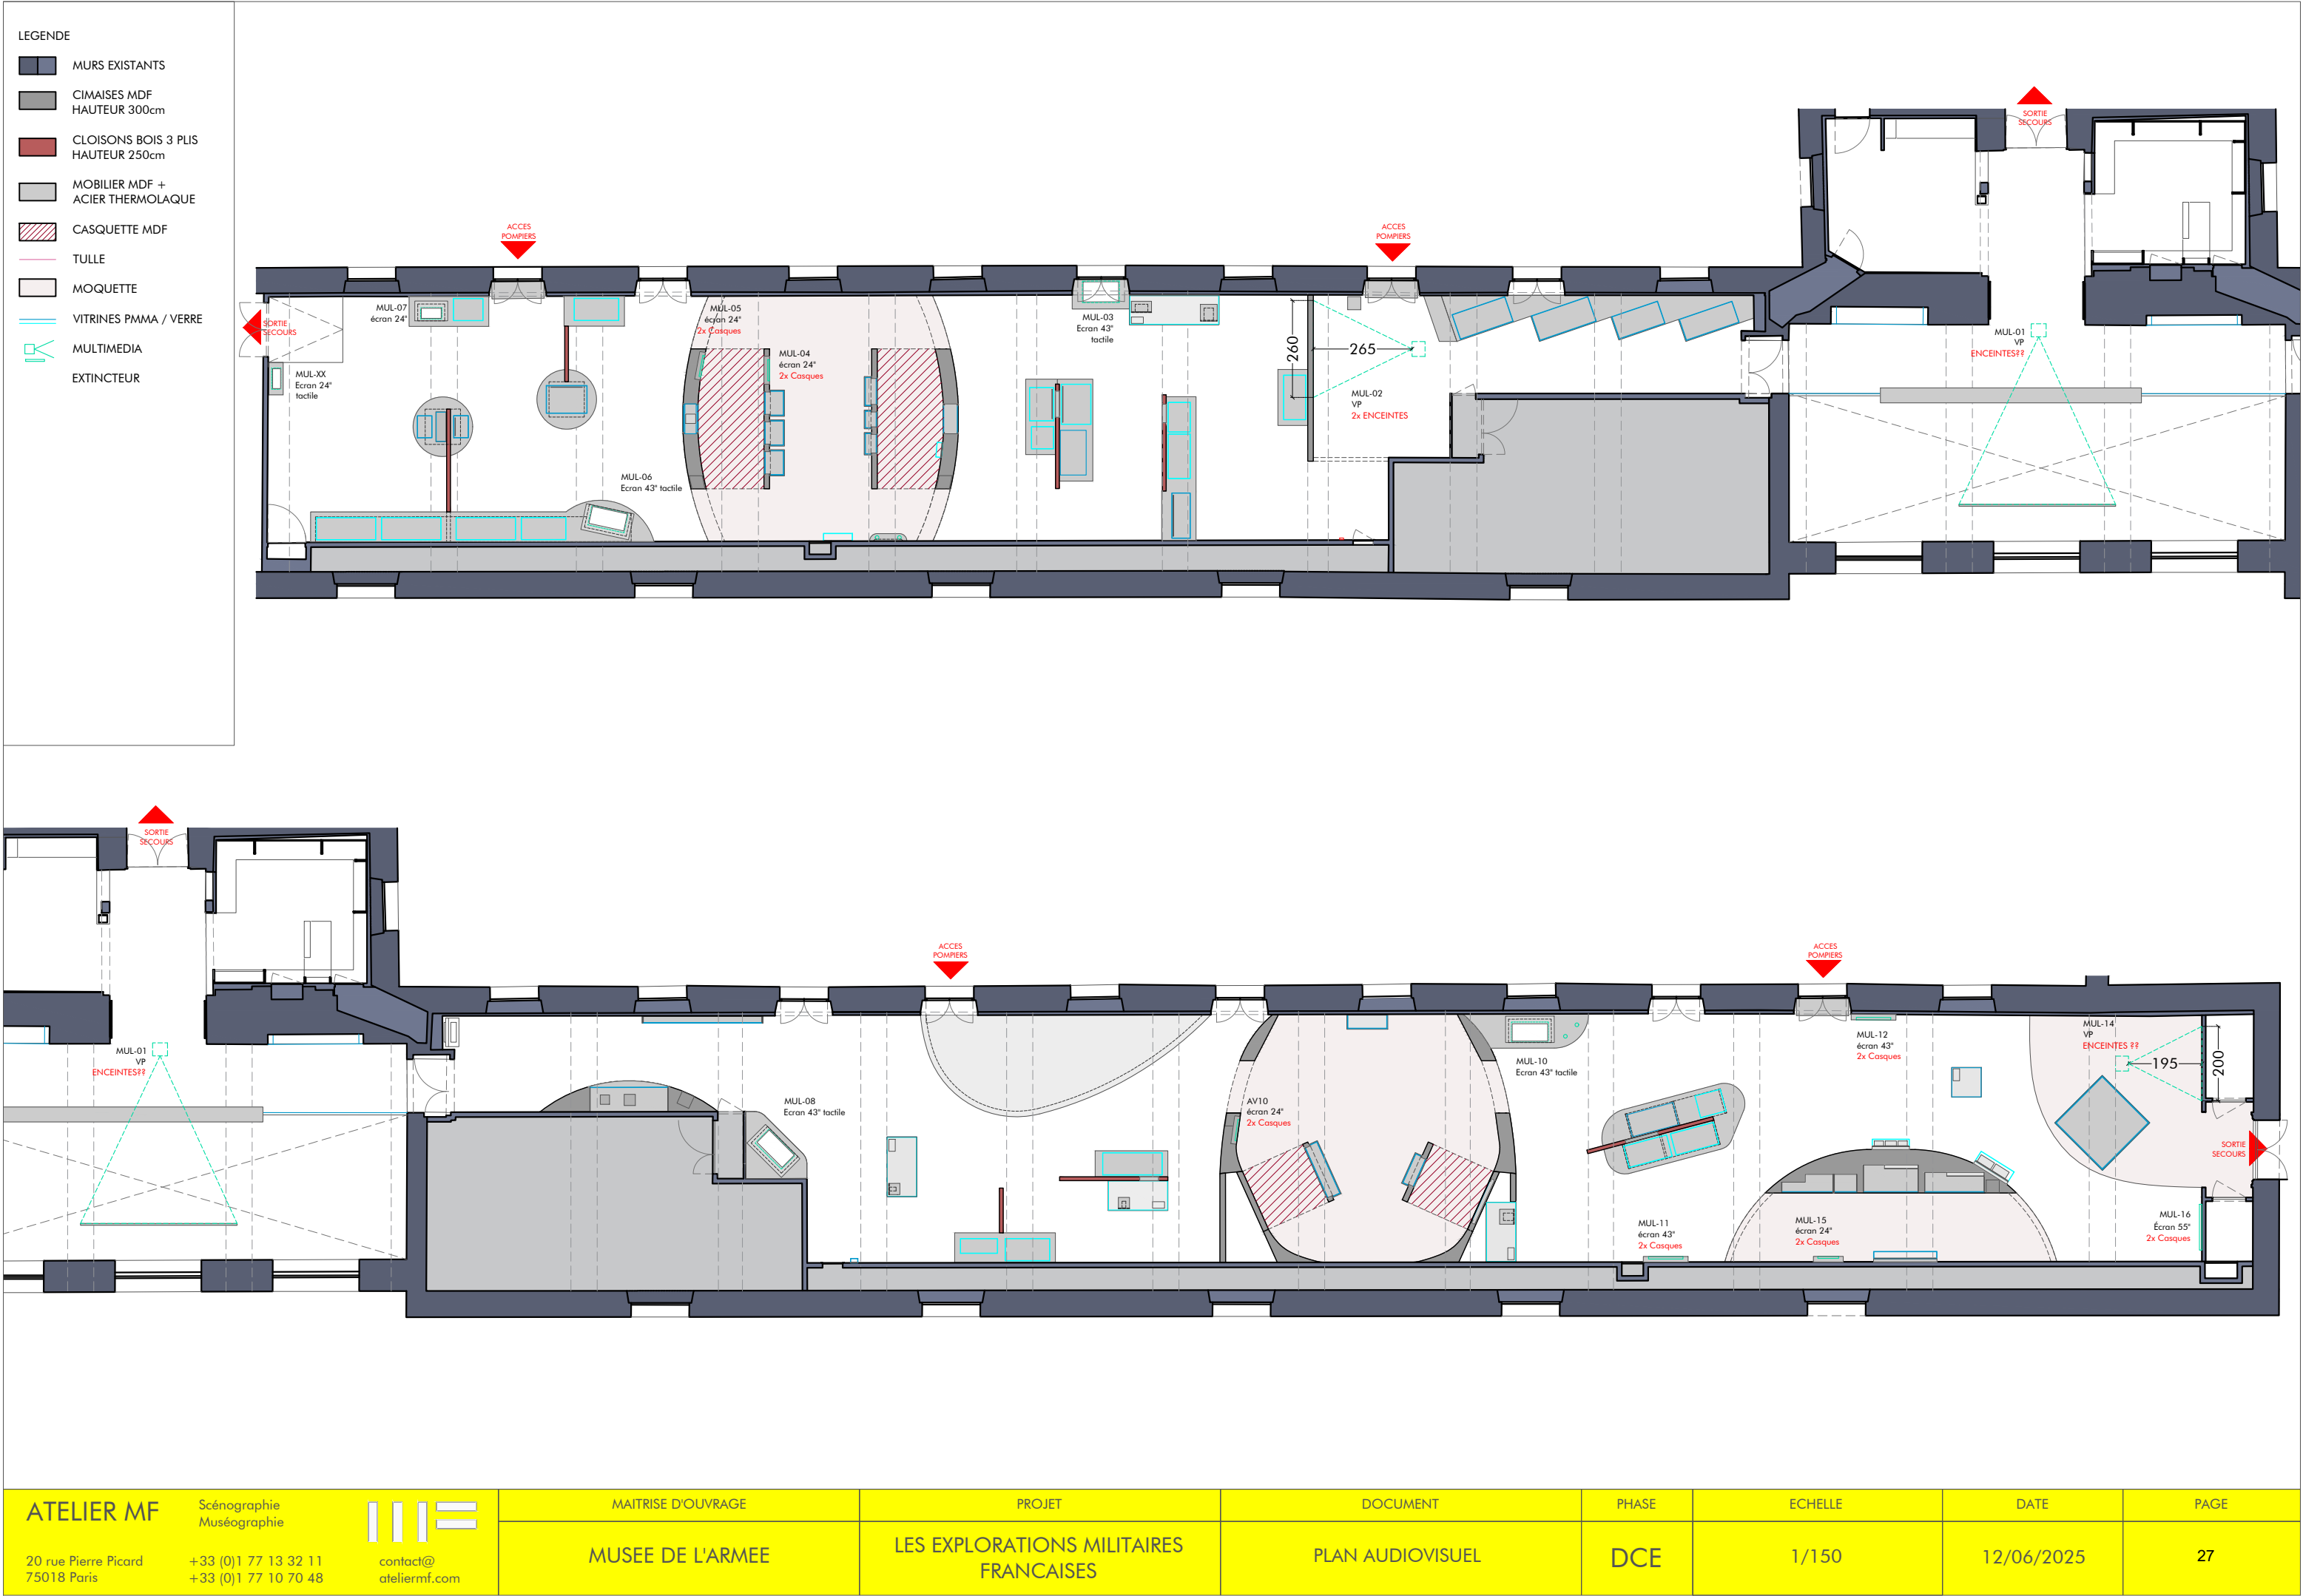 LEGENDE
MURS EXISTANTS
CIMAISES MDF
HAUTEUR 300cm
CLOISONS BOIS 3 PLIS
HAUTEUR 250cm
MOBILIER MDF +
ACIER THERMOLAQUE
CASQUETTE MDF
TULLE
MOQUETTE
VITRINES PMMA / VERRE
MULTIMEDIA
EXTINCTEUR
SORTIE
SECOURS
ACCES
POMPIERS
ACCES
POMPIERS
SORTIE
SECOURS
MUL-07
écran 24"
MUL-XX
Ecran 24"
tactile
MUL-05
écran 24"
2x Casques
MUL-04
écran 24"
2x Casques
MUL-06
Ecran 43" tactile
MUL-03
Ecran 43"
tactile
260
265
MUL-02
VP
2x ENCEINTES
MUL-01
VP
ENCEINTES??
SORTIE
SECOURS
ACCES
POMPIERS
ACCES
POMPIERS
MUL-01
VP
ENCEINTES??
MUL-08
Ecran 43" tactile
AV10
écran 24"
2x Casques
MUL-10
Ecran 43" tactile
MUL-12
écran 43"
2x Casques
MUL-14
VP
ENCEINTES ??
195
200
SORTIE
SECOURS
MUL-11
écran 43"
2x Casques
MUL-15
écran 24"
2x Casques
MUL-16
Écran 55"
2x Casques
ATELIER MF
Scénographie
Muséographie
20 rue Pierre Picard
75018 Paris
+33 (0)1 77 13 32 11
+33 (0)1 77 10 70 48
contact@
ateliermf.com
MAITRISE D'OUVRAGE
MUSEE DE L'ARMEE
PROJET
LES EXPLORATIONS MILITAIRES
FRANCAISES
DOCUMENT
PLAN AUDIOVISUEL
PHASE
DCE
ECHELLE
1/150
DATE
12/06/2025
PAGE
27